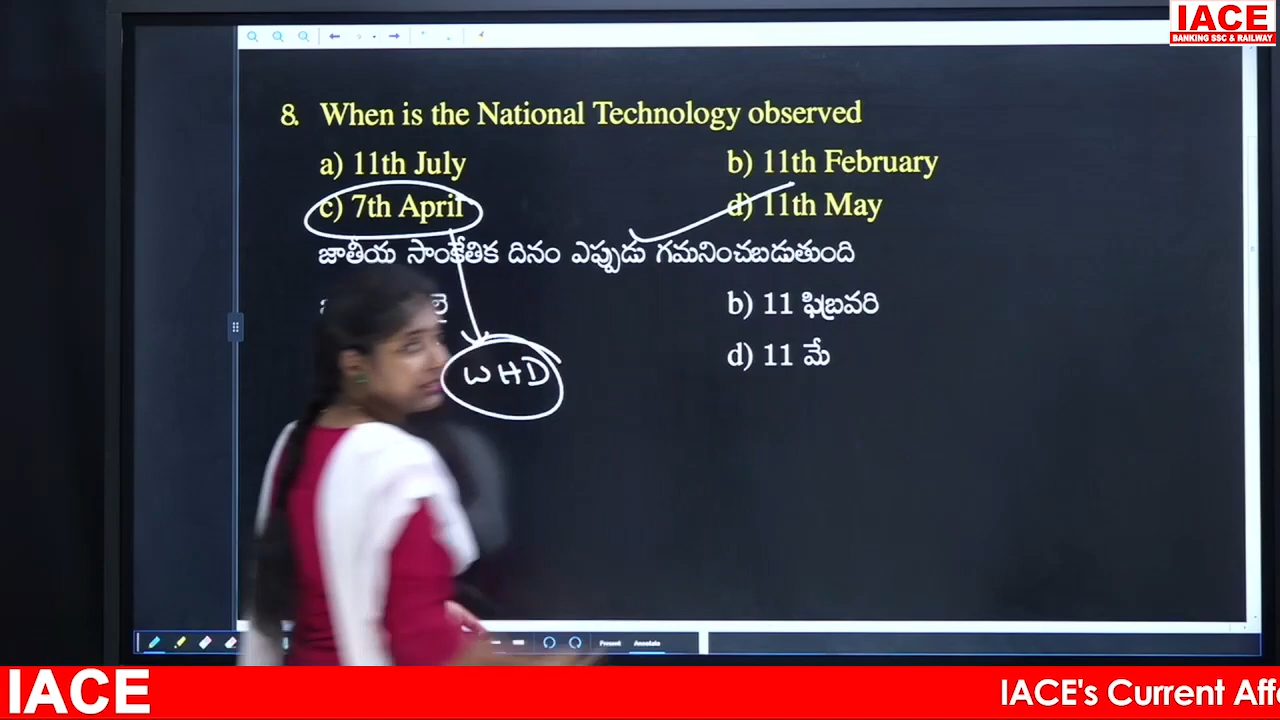 IACE
BANKING SSC & RAILWAY
8. When is the National Technology observed
a) 11th July b) 11th February
c) 7th April d) 11th May
జాతీయ సాంకేతిక దినం ఎప్పుడు గమనించబడుతుంది
b) 11 ఫిబ్రవరి
WHD
d) 11 మే
Present Annotate
IACE
IACE's Current Affe